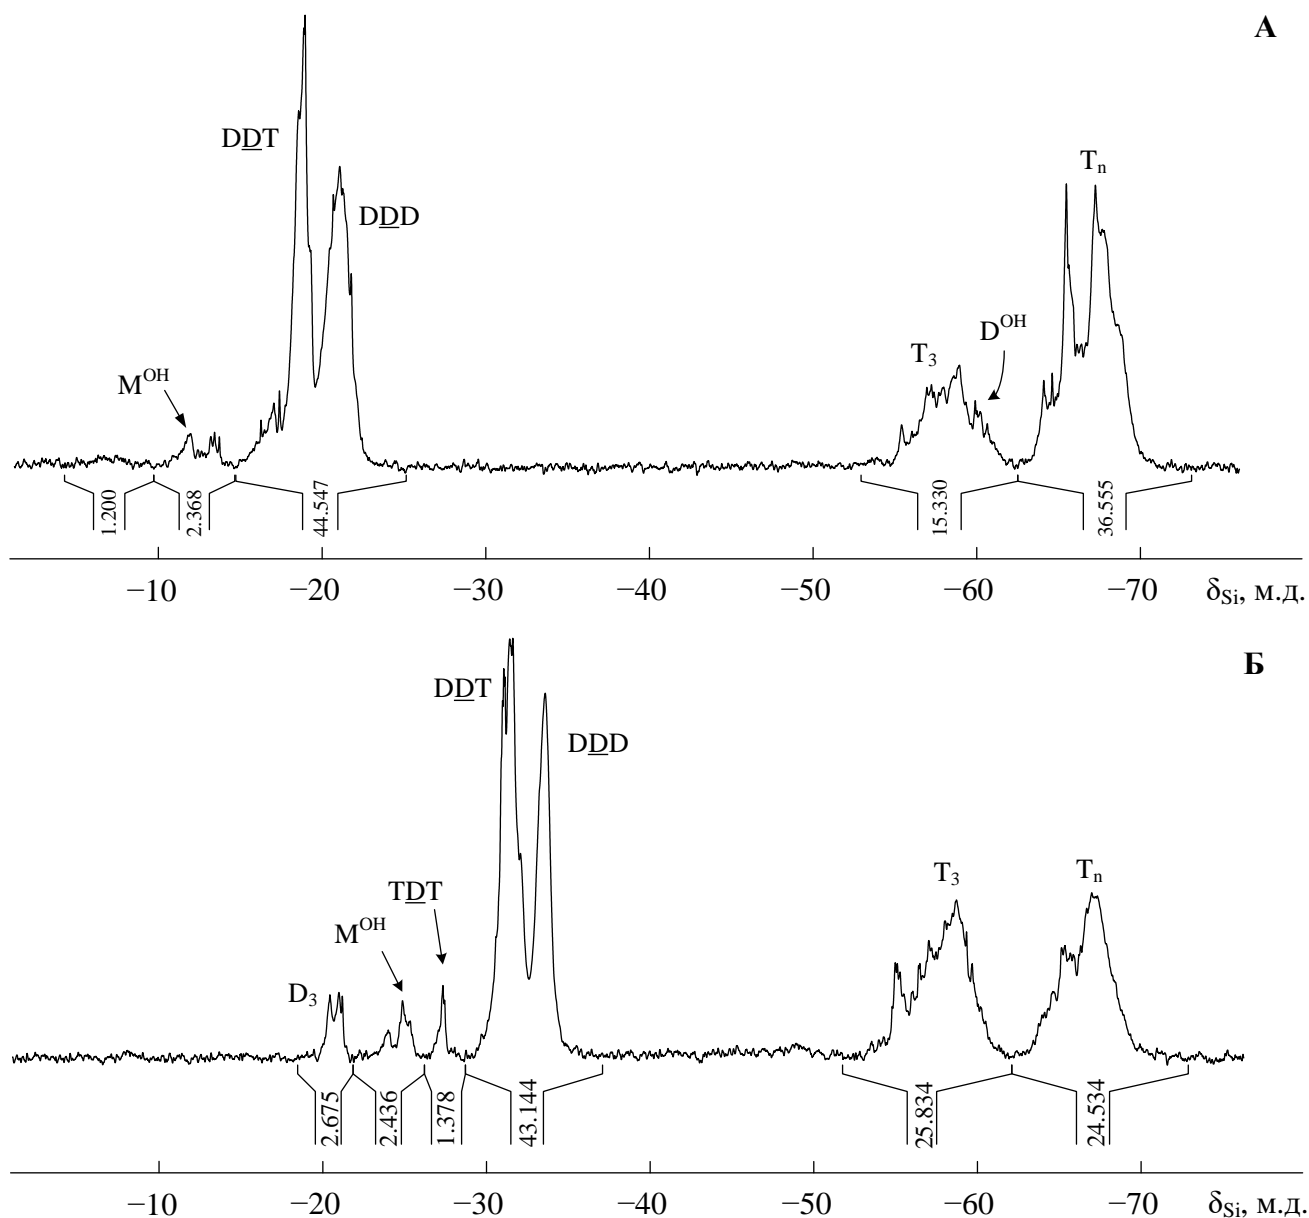 А
DDT
DDD
Tn
DOH
T3
MOH
1.200
2.368
44.547
15.330
36.555
−10 −20 −30 −40 −50 −60 −70 δSi, м.д.
Б
DDT
DDD
TDT
T3
Tn
MOH
D3
2.675
2.436
1.378
43.144
25.834
24.534
−10 −20 −30 −40 −50 −60 −70 δSi, м.д.